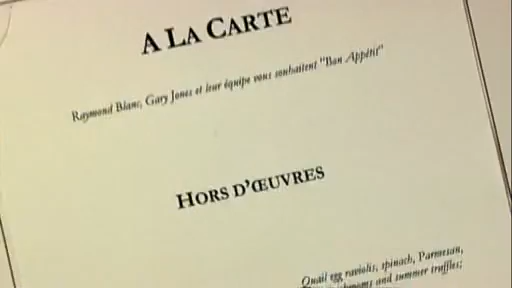 A LA CARTE
Raymond Blanc, Gary Jones et leur équipe vous souhaitent "Bon Appétit"
HORS D'ŒUVRES
Quail egg raviolis, spinach, Parmesan,
and summer truffles;